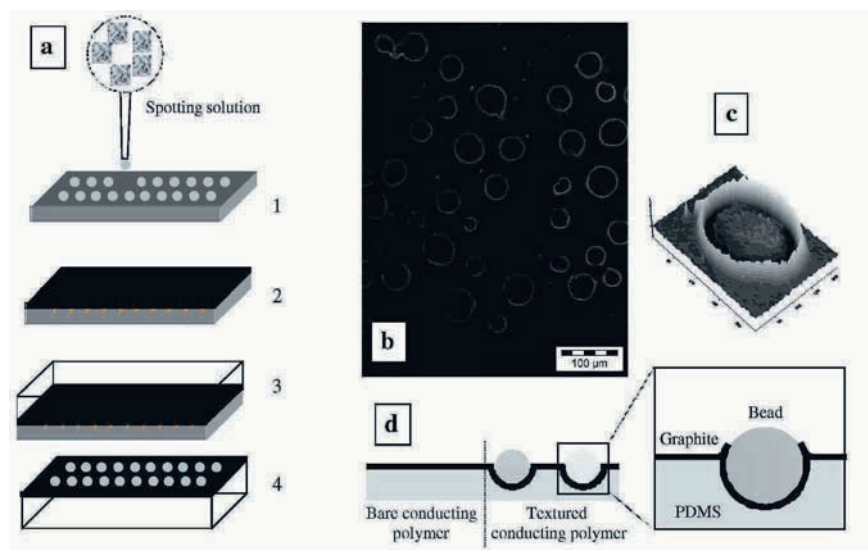 a
Spotting solution
1
2
3
4
b
100 µm
c
d
Bare conducting
polymer
Textured
conducting polymer
Bead
Graphite
PDMS